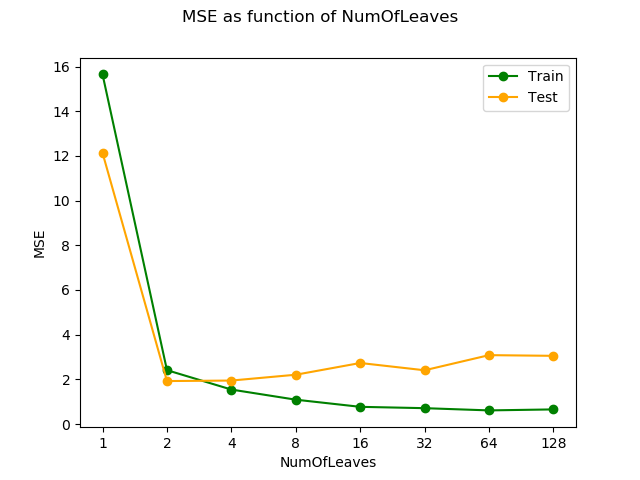 MSE as function of NumOfLeaves
Train
Test
16
14
12
10
8
6
4
2
0
MSE
1 2 4 8 16 32 64 128
NumOfLeaves